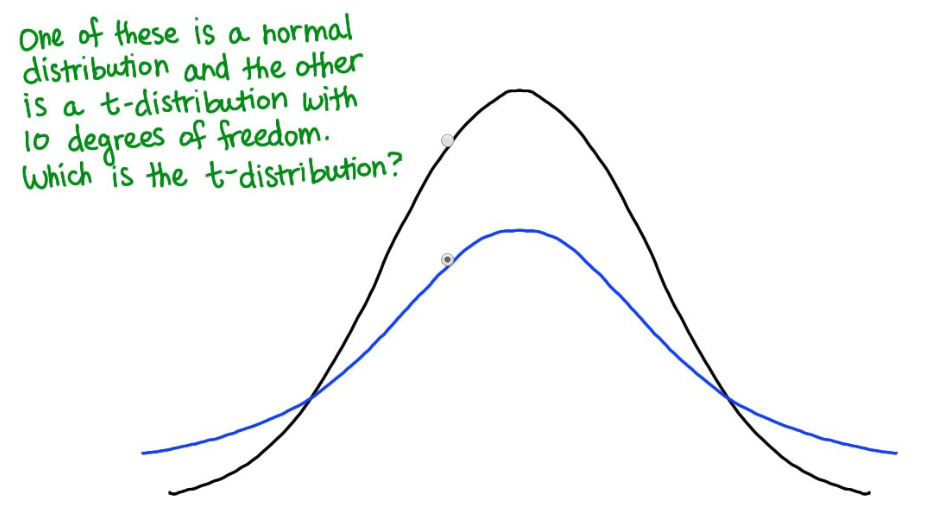 One of these is a normal
distribution and the other
is a t-distribution with
10 degrees of freedom.
Which is the t-distribution?